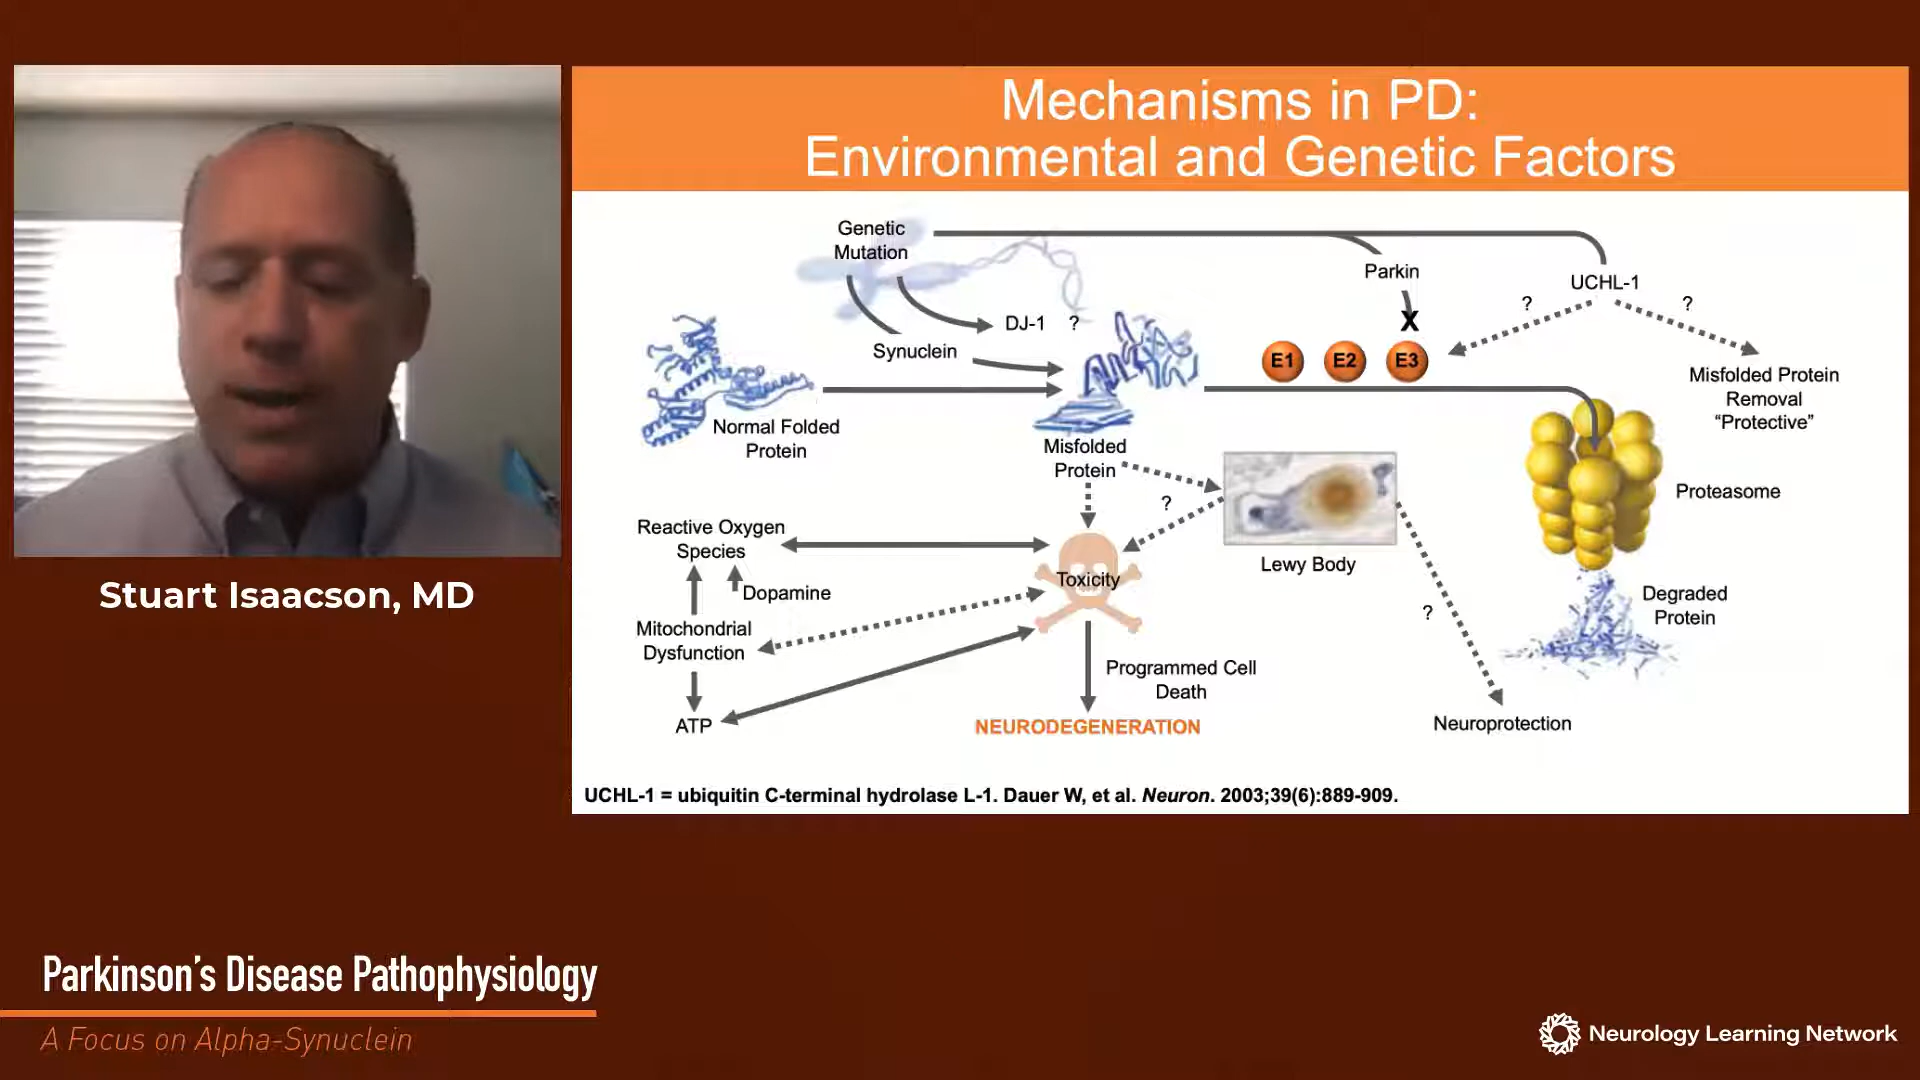 Mechanisms in PD:
Environmental and Genetic Factors
Genetic
Mutation
Parkin
UCHL-1
?
?
DJ-1 ?
X
Synuclein
E1 E2 E3
Misfolded Protein
Removal
“Protective”
Normal Folded
Protein
Misfolded
Protein
Proteasome
?
Reactive Oxygen
Species
Lewy Body
Toxicity
Dopamine
Degraded
Protein
?
Mitochondrial
Dysfunction
Programmed Cell
Death
ATP
NEURODEGENERATION
Neuroprotection
UCHL-1 = ubiquitin C-terminal hydrolase L-1. Dauer W, et al. Neuron. 2003;39(6):889-909.
Stuart Isaacson, MD
Parkinson’s Disease Pathophysiology
A Focus on Alpha-Synuclein
Neurology Learning Network